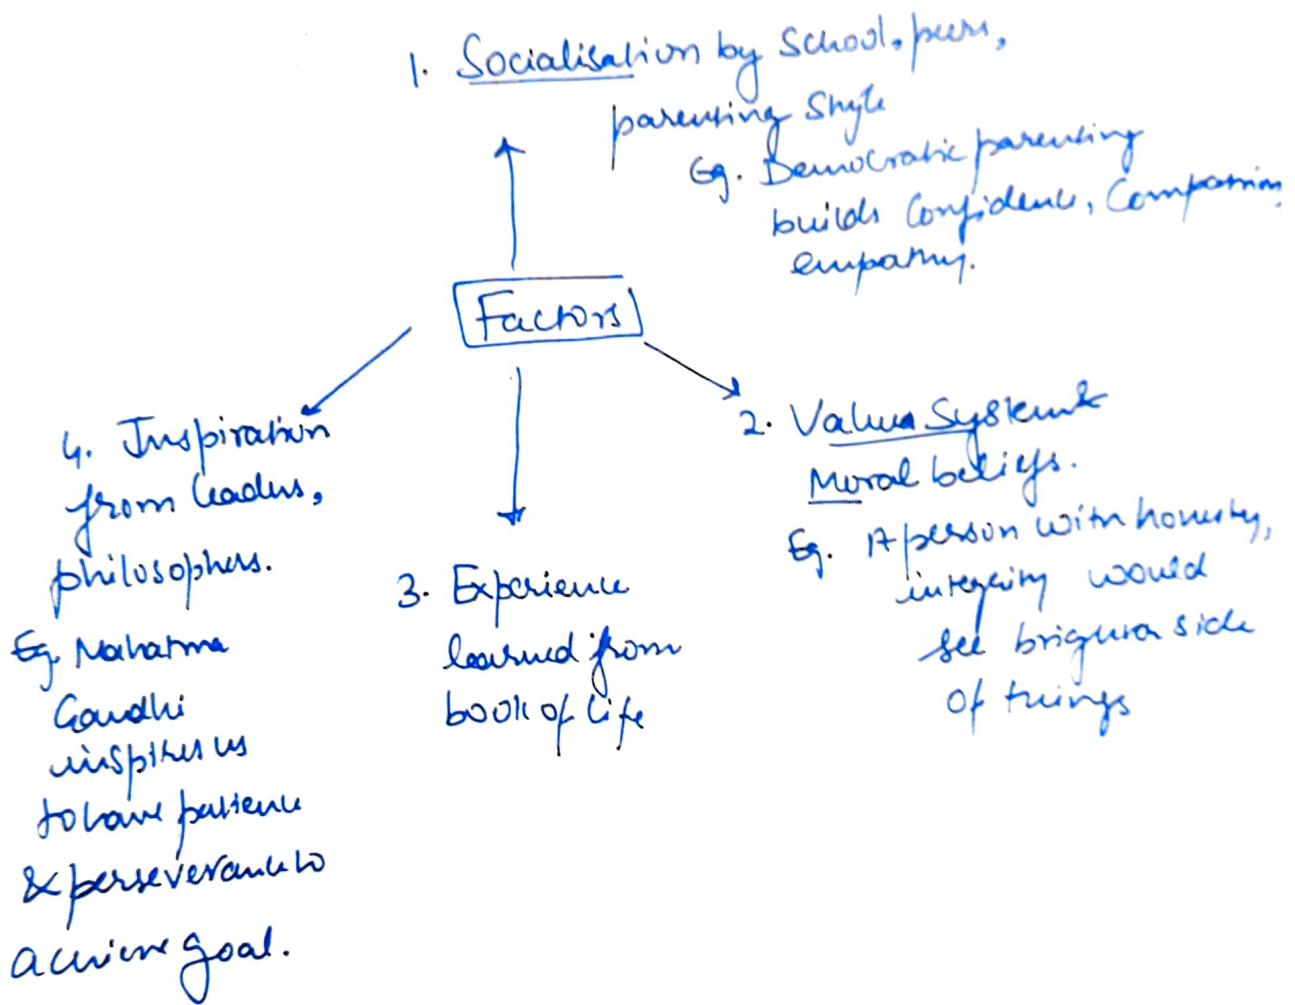 1. Socialisation by School, peers,
parenting Style
Eg. Democratic parenting
builds Confidence, Compassion,
empathy.
Factors
2. Value System &
Moral beliefs.
Eg. A person with honesty,
integrity would
see brighter side
of things
3. Experience
learned from
book of life
4. Inspiration
from leaders,
philosophers.
Eg. Mahatma
Gandhi
inspires us
to have patience
& perseverance to
achieve goal.